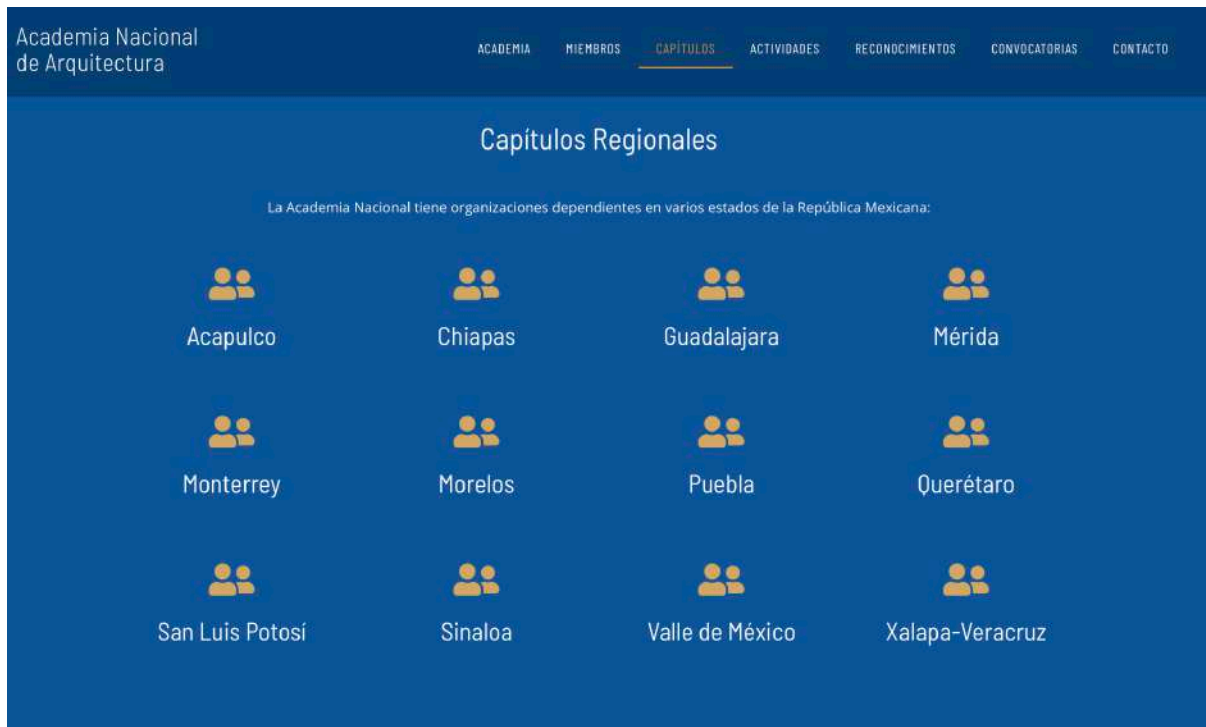 Academia Nacional
de Arquitectura
ACADEMIA MIEMBROS CAPÍTULOS ACTIVIDADES RECONOCIMIENTOS CONVOCATORIAS CONTACTO
Capítulos Regionales
La Academia Nacional tiene organizaciones dependientes en varios estados de la República Mexicana:
Acapulco Chiapas Guadalajara Mérida
Monterrey Morelos Puebla Querétaro
San Luis Potosí Sinaloa Valle de México Xalapa-Veracruz